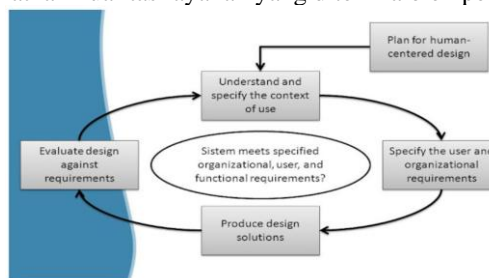 Plan for human-
centered design
Understand and
specify the context
of use
Evaluate design
against
requirements
Sistem meets specified
organizational, user, and
functional requirements?
Specify the user and
organizational
requirements
Produce design
solutions